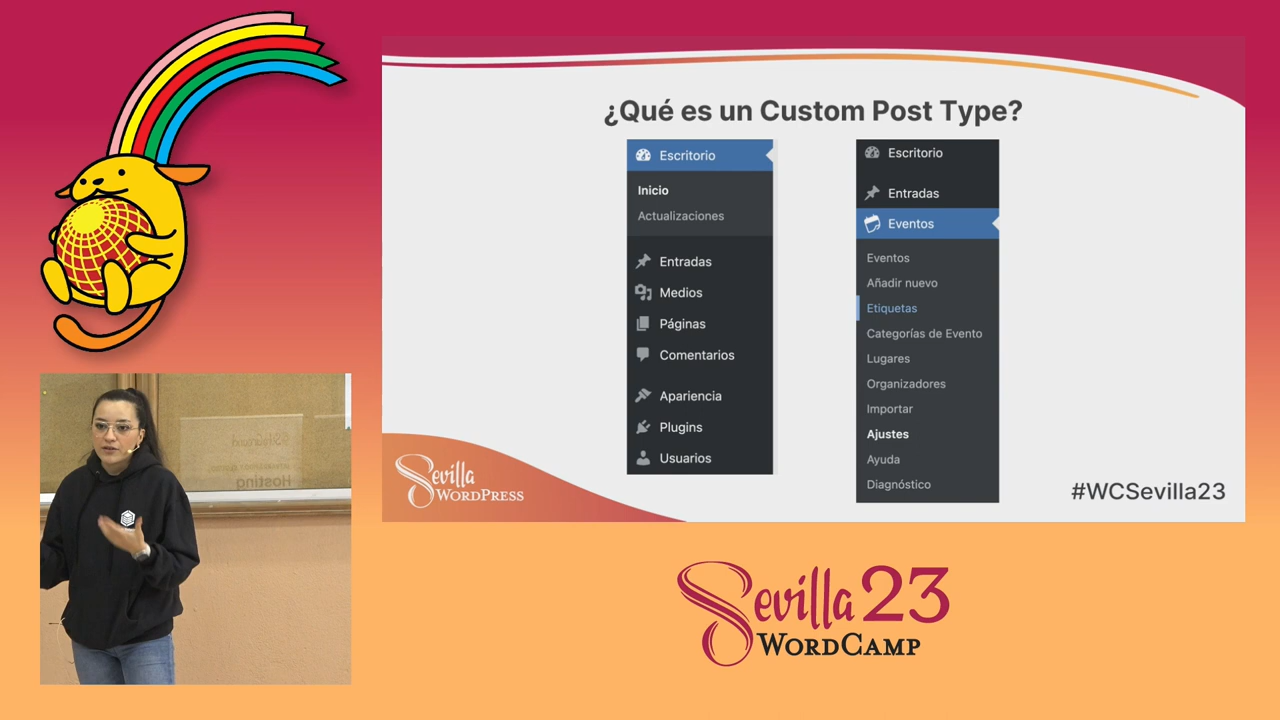 ¿Qué es un Custom Post Type?
Escritorio
Inicio
Actualizaciones
Entradas
Medios
Páginas
Comentarios
Apariencia
Plugins
Usuarios
Escritorio
Entradas
Eventos
Eventos
Añadir nuevo
Etiquetas
Categorías de Evento
Lugares
Organizadores
Importar
Ajustes
Ayuda
Diagnóstico
Sevilla
WORDPRESS
#WCSevilla23
Hosting
Sevilla 23
WORDCAMP